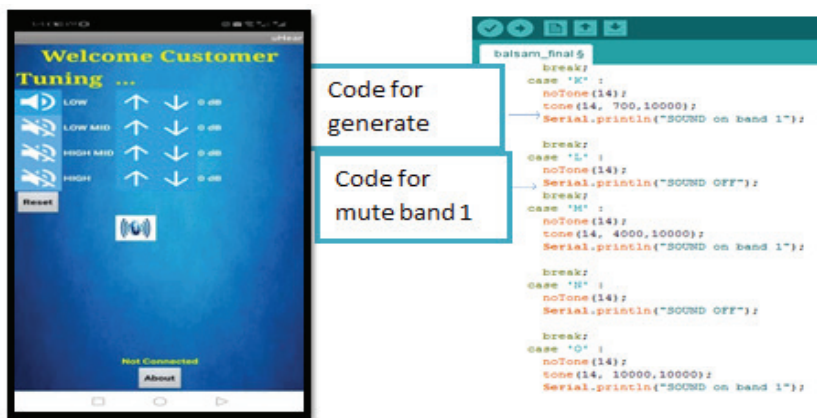 uHear
Welcome Customer
Tuning ...
LOW
0 dB
LOW MID
0 dB
HIGH MID
0 dB
HIGH
0 dB
Reset
Not Connected
About
Code for
generate
Code for
mute band 1
balsam_final §
break;
case 'K' :
noTone(14);
tone(14, 700,10000);
Serial.println("SOUND on band 1");
break;
case 'L' :
noTone(14);
Serial.println("SOUND OFF");
break;
case 'M' :
noTone(14);
tone(14, 4000,10000);
Serial.println("SOUND on band 1");
break;
case 'N' :
noTone(14);
Serial.println("SOUND OFF");
break;
case 'O' :
noTone(14);
tone(14, 10000,10000);
Serial.println("SOUND on band 1");